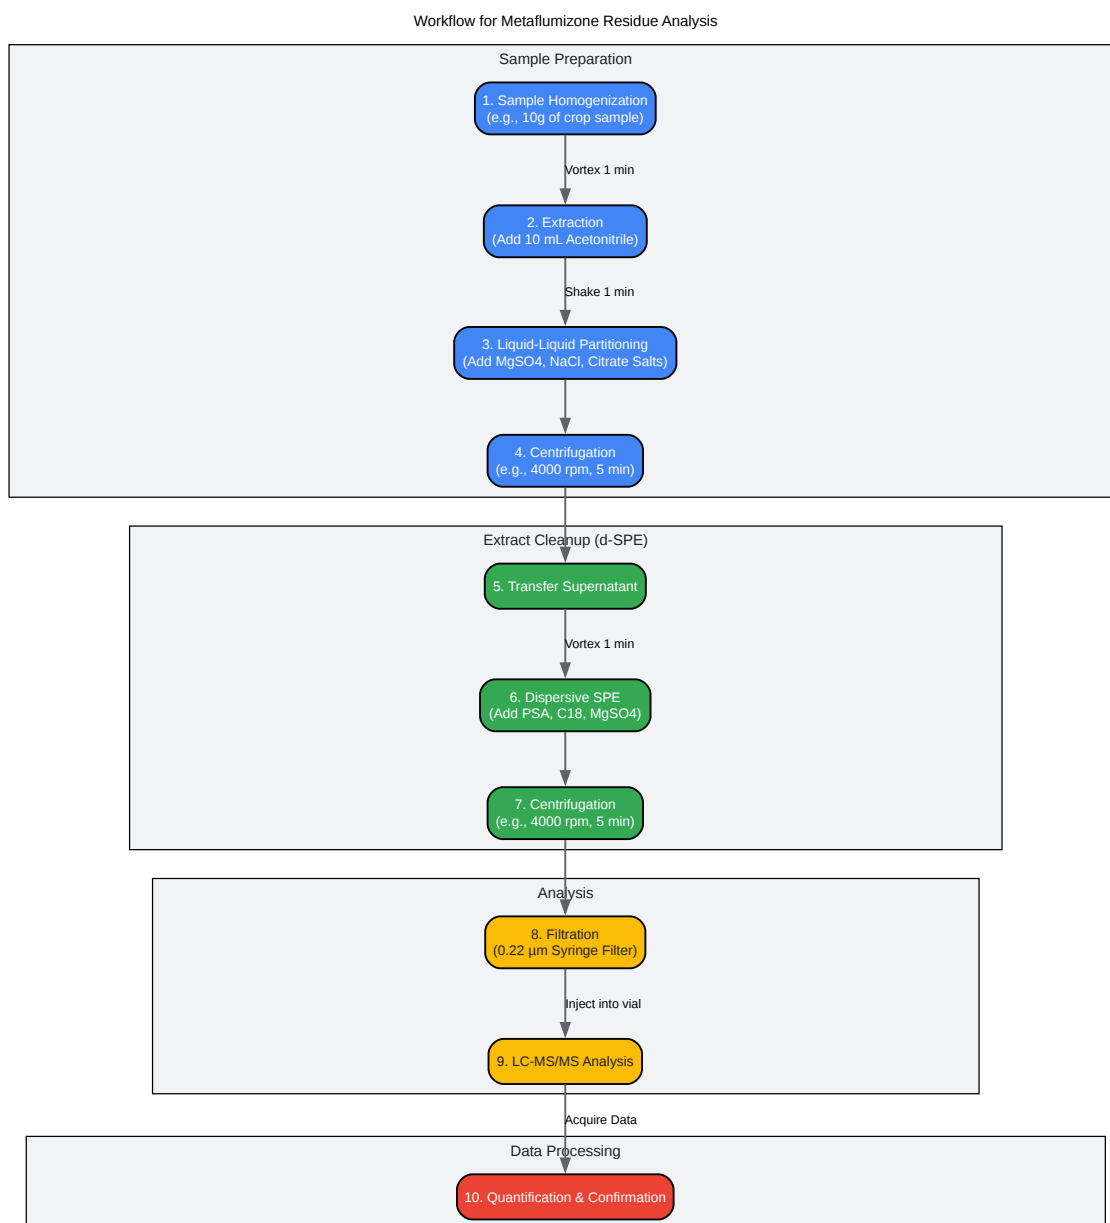 Workflow for Metaflumizone Residue Analysis
Sample Preparation
1. Sample Homogenization
(e.g., 10g of crop sample)
Vortex 1 min
2. Extraction
(Add 10 mL Acetonitrile)
Shake 1 min
3. Liquid-Liquid Partitioning
(Add MgSO4, NaCl, Citrate Salts)
4. Centrifugation
(e.g., 4000 rpm, 5 min)
Extract Cleanup (d-SPE)
5. Transfer Supernatant
Vortex 1 min
6. Dispersive SPE
(Add PSA, C18, MgSO4)
7. Centrifugation
(e.g., 4000 rpm, 5 min)
Analysis
8. Filtration
(0.22 µm Syringe Filter)
Inject into vial
9. LC-MS/MS Analysis
Acquire Data
Data Processing
10. Quantification & Confirmation